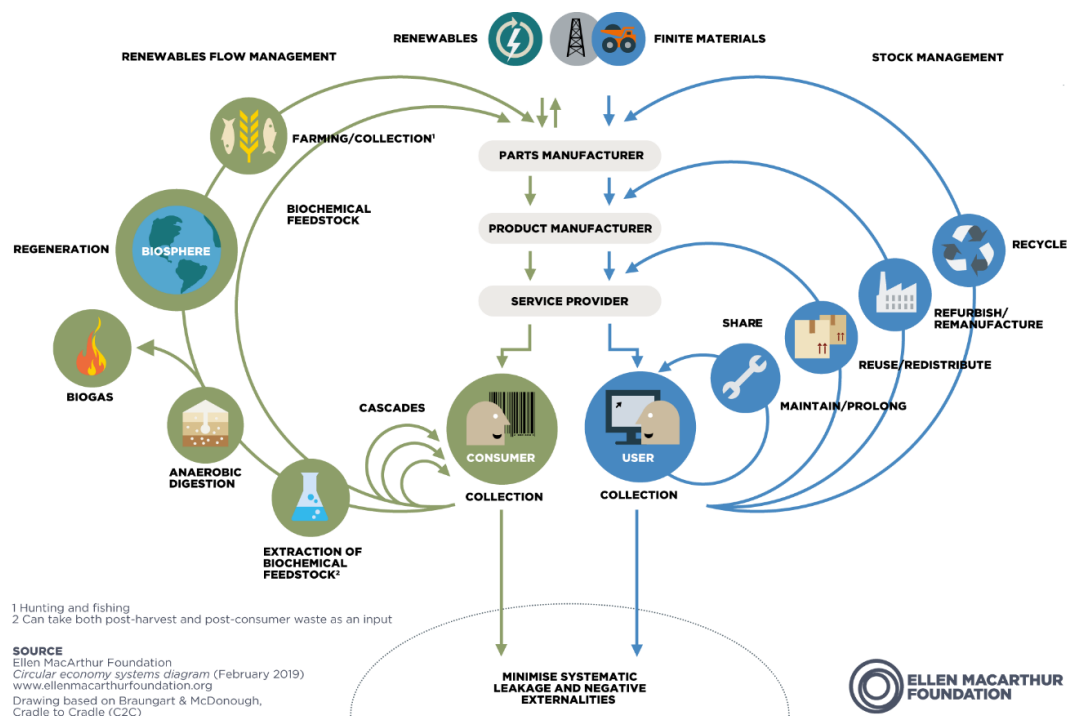 RENEWABLES
FINITE MATERIALS
RENEWABLES FLOW MANAGEMENT
STOCK MANAGEMENT
FARMING/COLLECTION¹
PARTS MANUFACTURER
BIOCHEMICAL
FEEDSTOCK
PRODUCT MANUFACTURER
REGENERATION
BIOSPHERE
RECYCLE
SERVICE PROVIDER
SHARE
REFURBISH/
REMANUFACTURE
REUSE/REDISTRIBUTE
BIOGAS
CASCADES
MAINTAIN/PROLONG
CONSUMER
USER
ANAEROBIC
DIGESTION
COLLECTION
COLLECTION
EXTRACTION OF
BIOCHEMICAL
FEEDSTOCK²
1 Hunting and fishing
2 Can take both post-harvest and post-consumer waste as an input
SOURCE
Ellen MacArthur Foundation
Circular economy systems diagram (February 2019)
www.ellenmacarthurfoundation.org
Drawing based on Braungart & McDonough,
Cradle to Cradle (C2C)
MINIMISE SYSTEMATIC
LEAKAGE AND NEGATIVE
EXTERNALITIES
ELLEN MACARTHUR
FOUNDATION